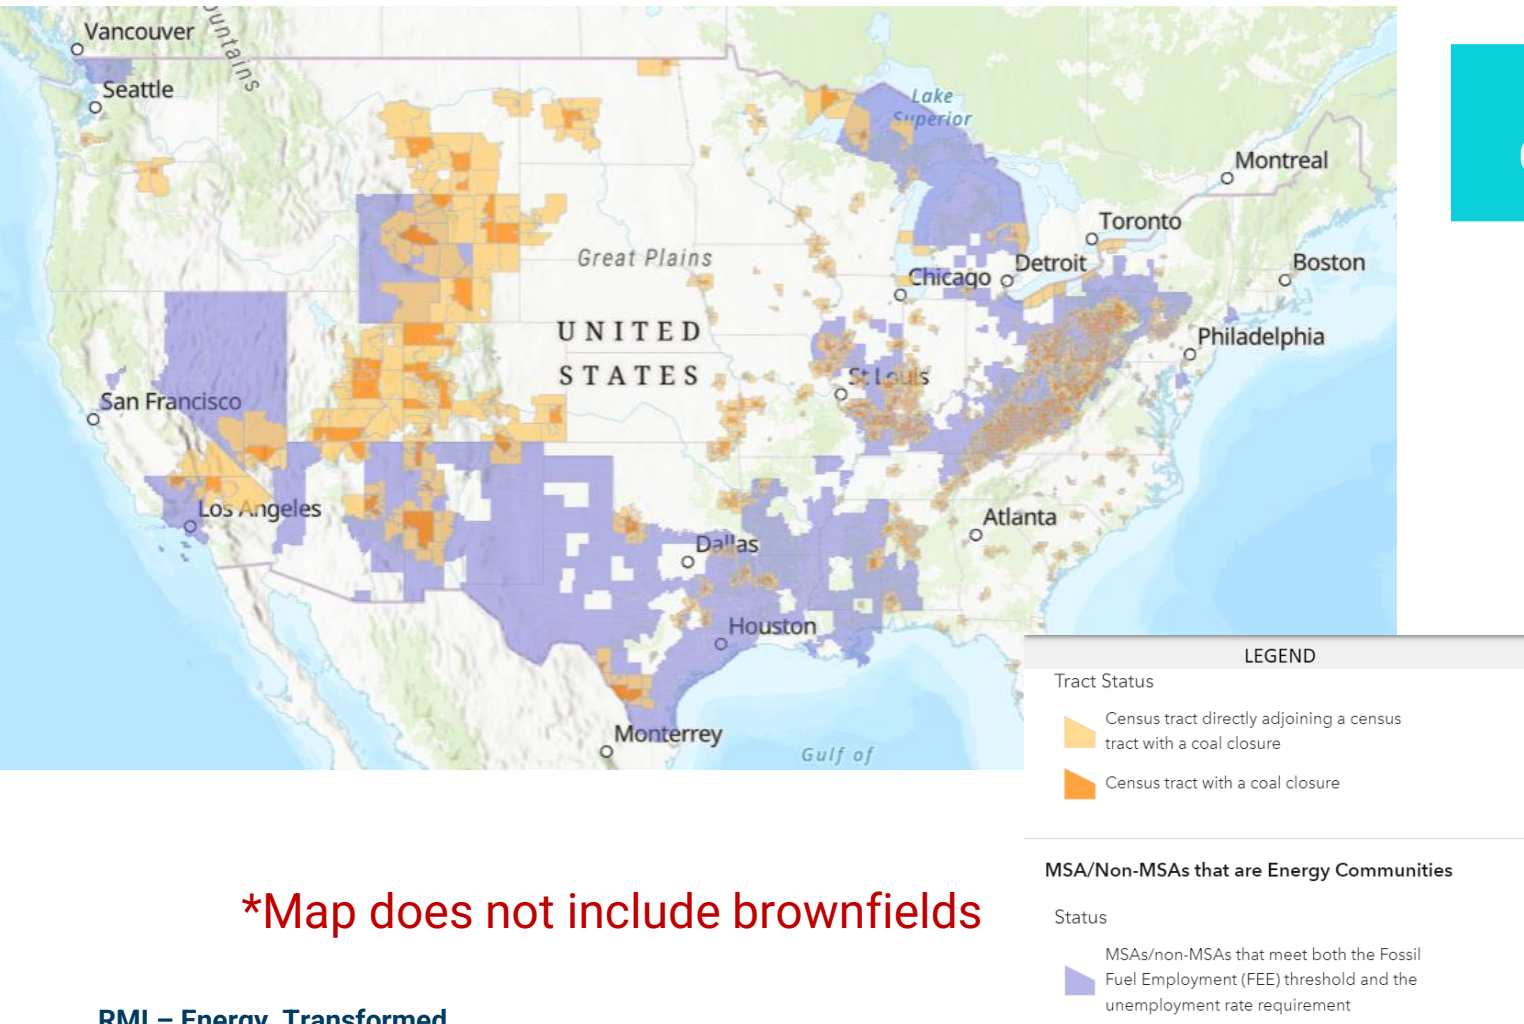 Vancouver
ountains
Seattle
Lake
Superior
Montreal
Toronto
Great Plains
Detroit
Boston
Chicago
UNITED
STATES
Philadelphia
St Louis
San Francisco
Los Angeles
Atlanta
Dallas
Houston
Monterrey
Gulf of
LEGEND
Tract Status
Census tract directly adjoining a census
tract with a coal closure
Census tract with a coal closure
MSA/Non-MSAs that are Energy Communities
Status
MSAs/non-MSAs that meet both the Fossil
Fuel Employment (FEE) threshold and the
unemployment rate requirement
*Map does not include brownfields
RMI – Energy. Transformed.